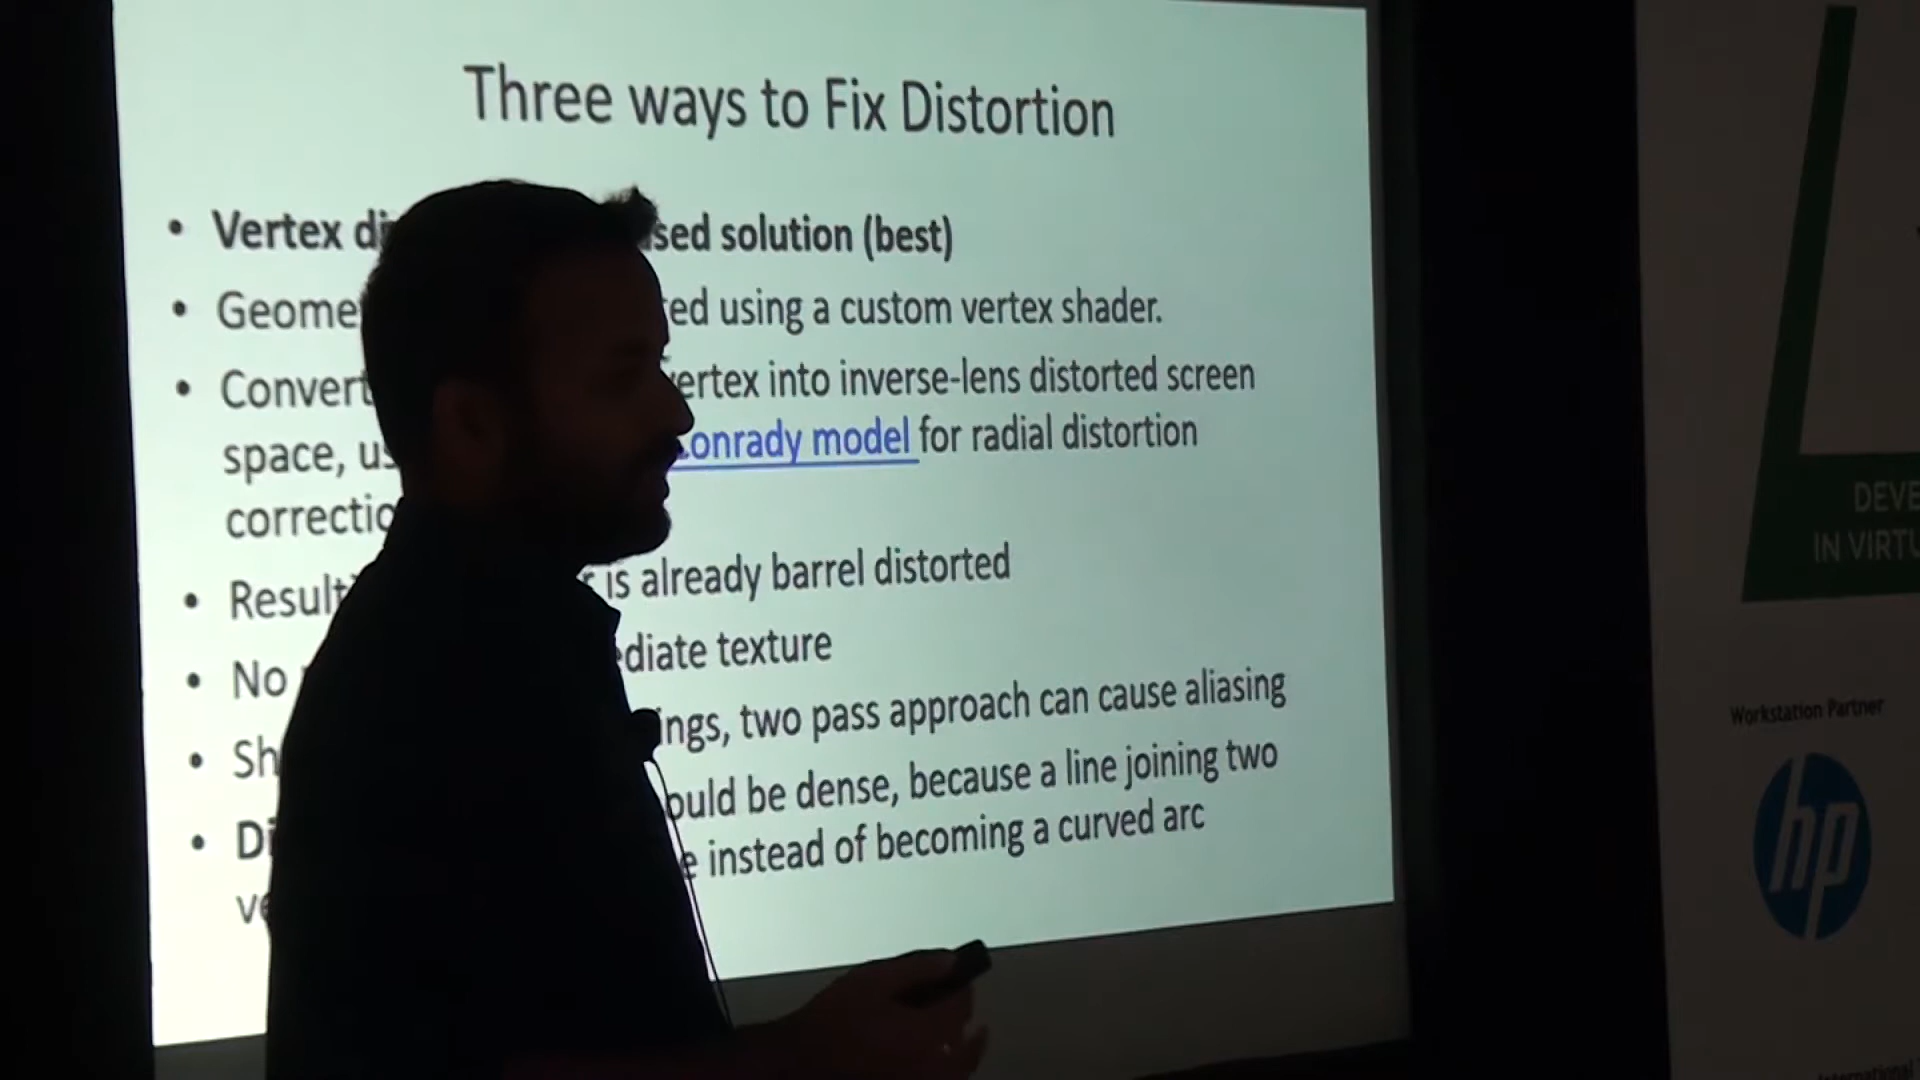 Three ways to Fix Distortion
• Vertex di sed solution (best)
• Geome ed using a custom vertex shader.
• Convert ertex into inverse-lens distorted screen
space, us onrady model for radial distortion
correctio
• Result is already barrel distorted
• No diate texture
• Sh ings, two pass approach can cause aliasing
• Di ould be dense, because a line joining two
ve e instead of becoming a curved arc
DEVE
IN VIRTU
Workstation Partner
hp